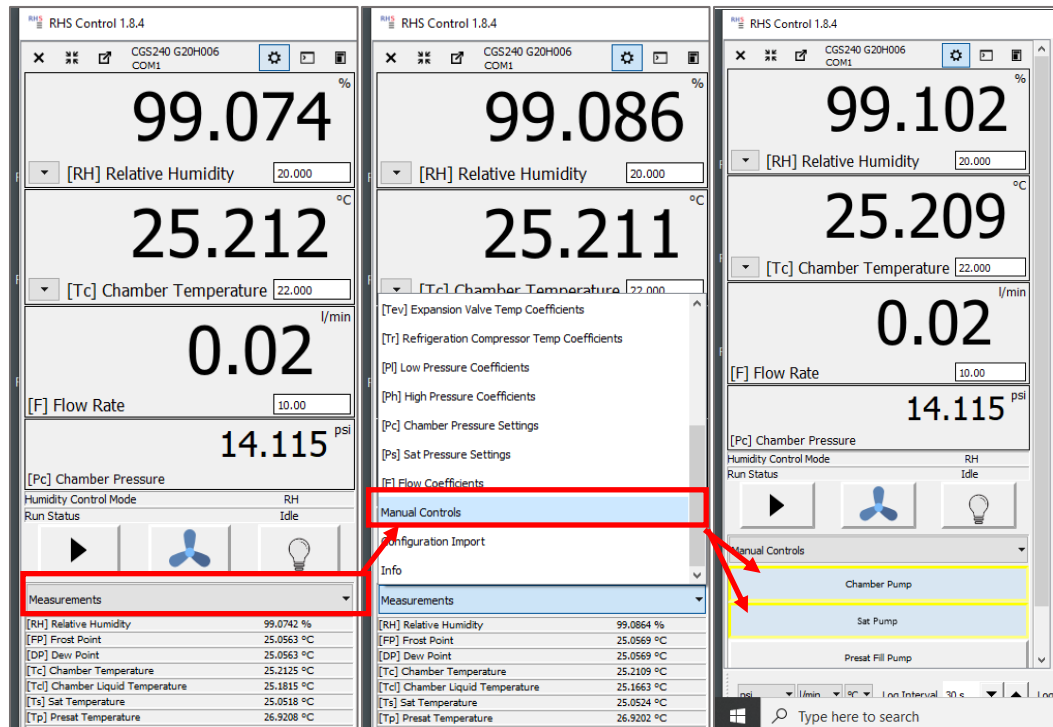 RHS Control 1.8.4
CGS240 G20H006
COM1
%
99.074
[RH] Relative Humidity 20.000
°C
25.212
[Tc] Chamber Temperature 22.000
l/min
0.02
[F] Flow Rate 10.00
14.115 psi
[Pc] Chamber Pressure
Humidity Control Mode RH
Run Status Idle
Measurements
[RH] Relative Humidity 99.0742 %
[FP] Frost Point 25.0563 °C
[DP] Dew Point 25.0563 °C
[Tc] Chamber Temperature 25.2125 °C
[Tcl] Chamber Liquid Temperature 25.1815 °C
[Ts] Sat Temperature 25.0518 °C
[Tp] Presat Temperature 26.9208 °C
RHS Control 1.8.4
CGS240 G20H006
COM1
%
99.086
[RH] Relative Humidity 20.000
°C
25.211
[Tc] Chamber Temperature 22.000
[Tev] Expansion Valve Temp Coefficients
[Tr] Refrigeration Compressor Temp Coefficients
[Pl] Low Pressure Coefficients
[Ph] High Pressure Coefficients
[Pc] Chamber Pressure Settings
[Ps] Sat Pressure Settings
[F] Flow Coefficients
Manual Controls
Configuration Import
Info
Measurements
[RH] Relative Humidity 99.0864 %
[FP] Frost Point 25.0569 °C
[DP] Dew Point 25.0569 °C
[Tc] Chamber Temperature 25.2109 °C
[Tcl] Chamber Liquid Temperature 25.1663 °C
[Ts] Sat Temperature 25.0524 °C
[Tp] Presat Temperature 26.9202 °C
RHS Control 1.8.4
CGS240 G20H006
COM1
%
99.102
[RH] Relative Humidity 20.000
°C
25.209
[Tc] Chamber Temperature 22.000
l/min
0.02
[F] Flow Rate 10.00
14.115 psi
[Pc] Chamber Pressure
Humidity Control Mode RH
Run Status Idle
Manual Controls
Chamber Pump
Sat Pump
Presat Fill Pump
psi l/min °C Log Interval 30 s Log
Type here to search